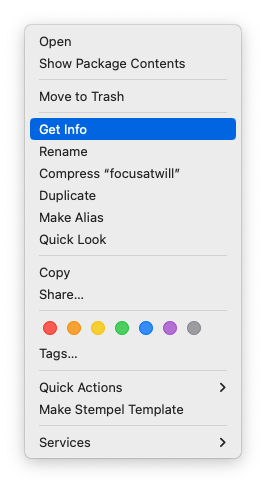 Open
Show Package Contents
Move to Trash
Get Info
Rename
Compress “focusatwill”
Duplicate
Make Alias
Quick Look
Copy
Share...
Tags...
Quick Actions
Make Stempel Template
Services